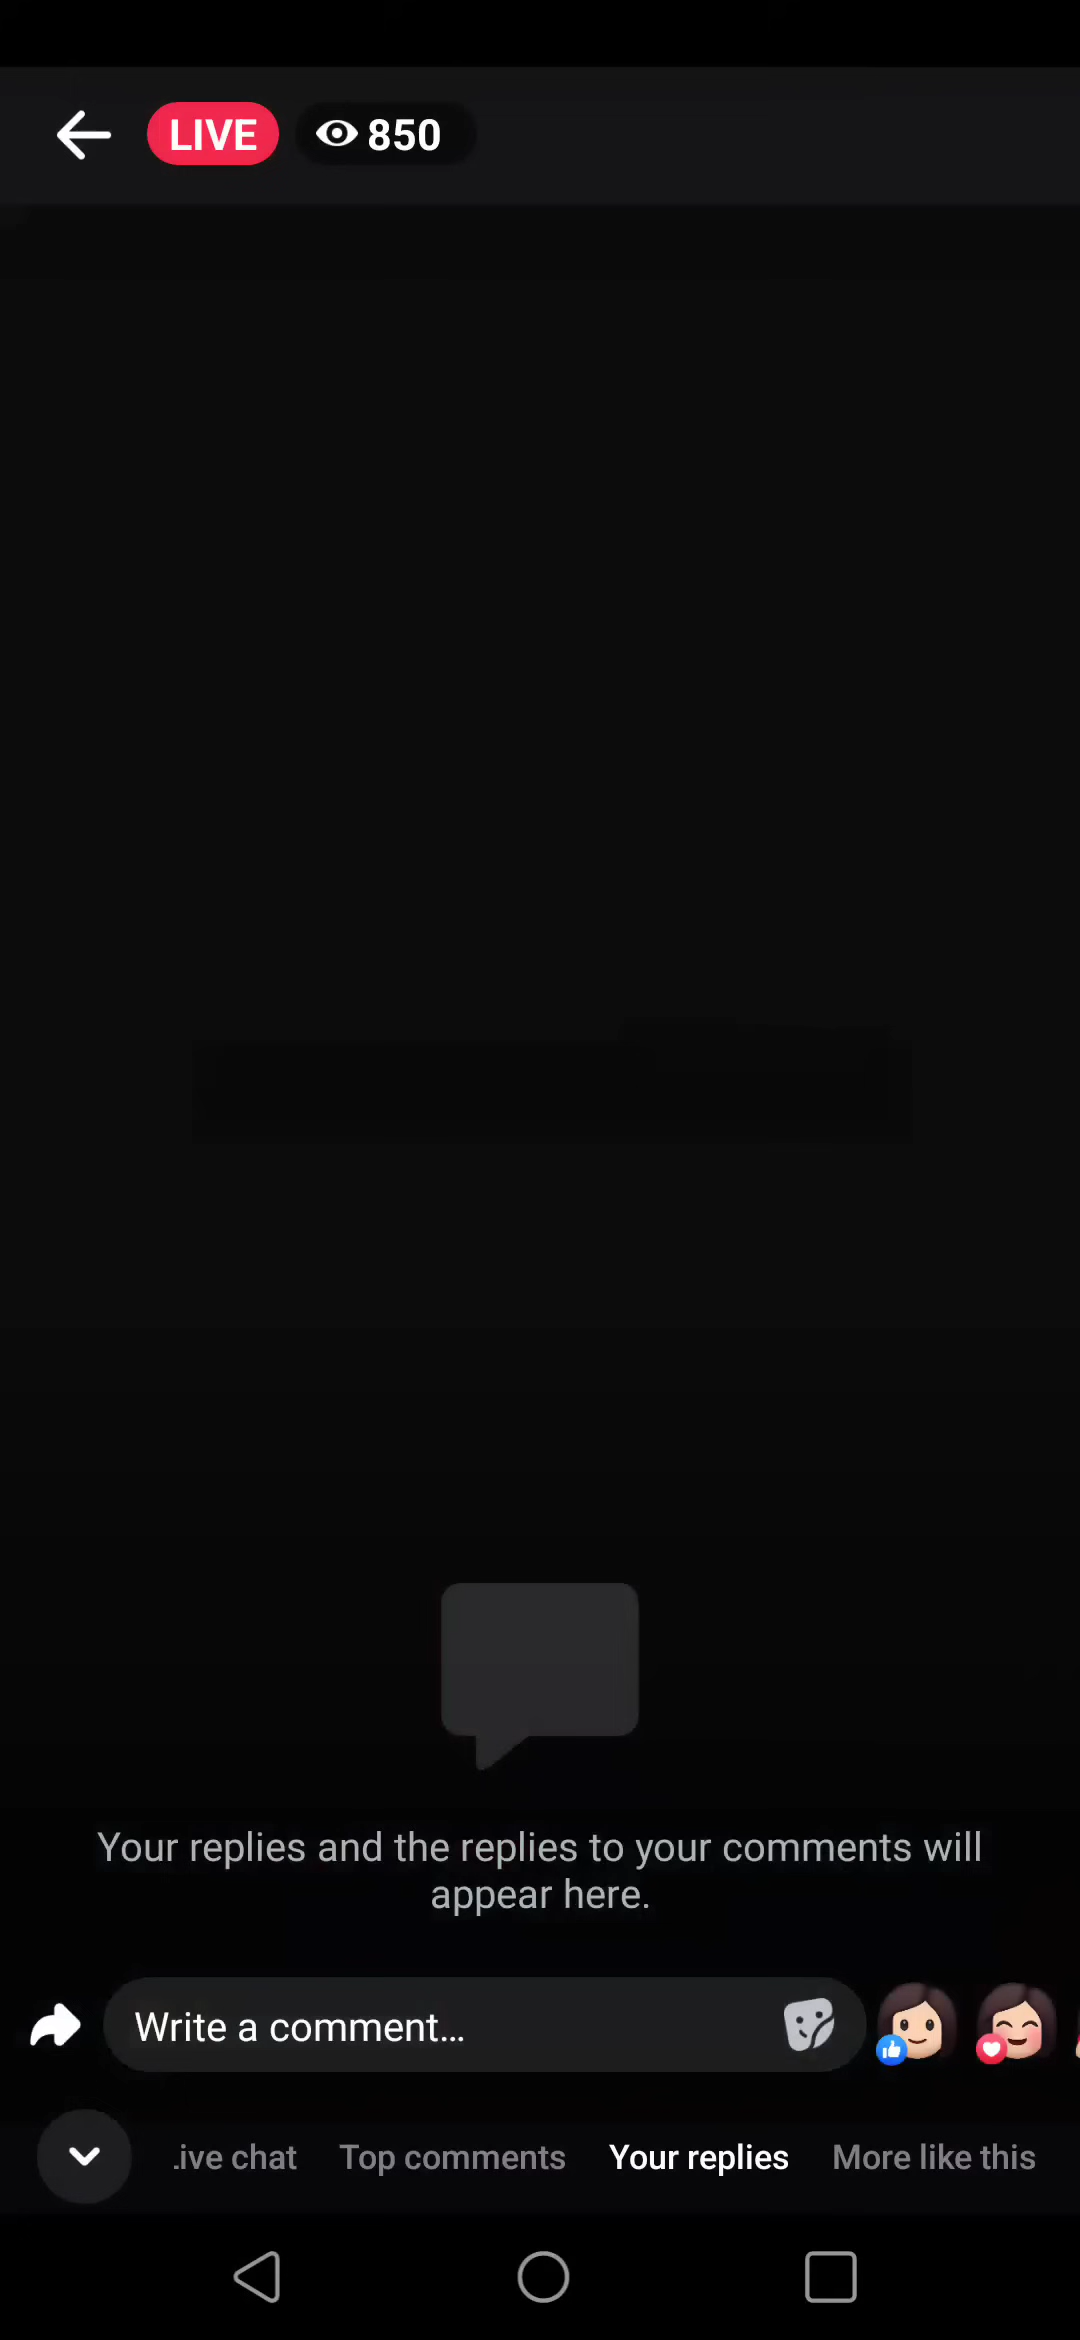 LIVE
850
Your replies and the replies to your comments will
appear here.
Write a comment...
ive chat
Top comments
Your replies
More like this